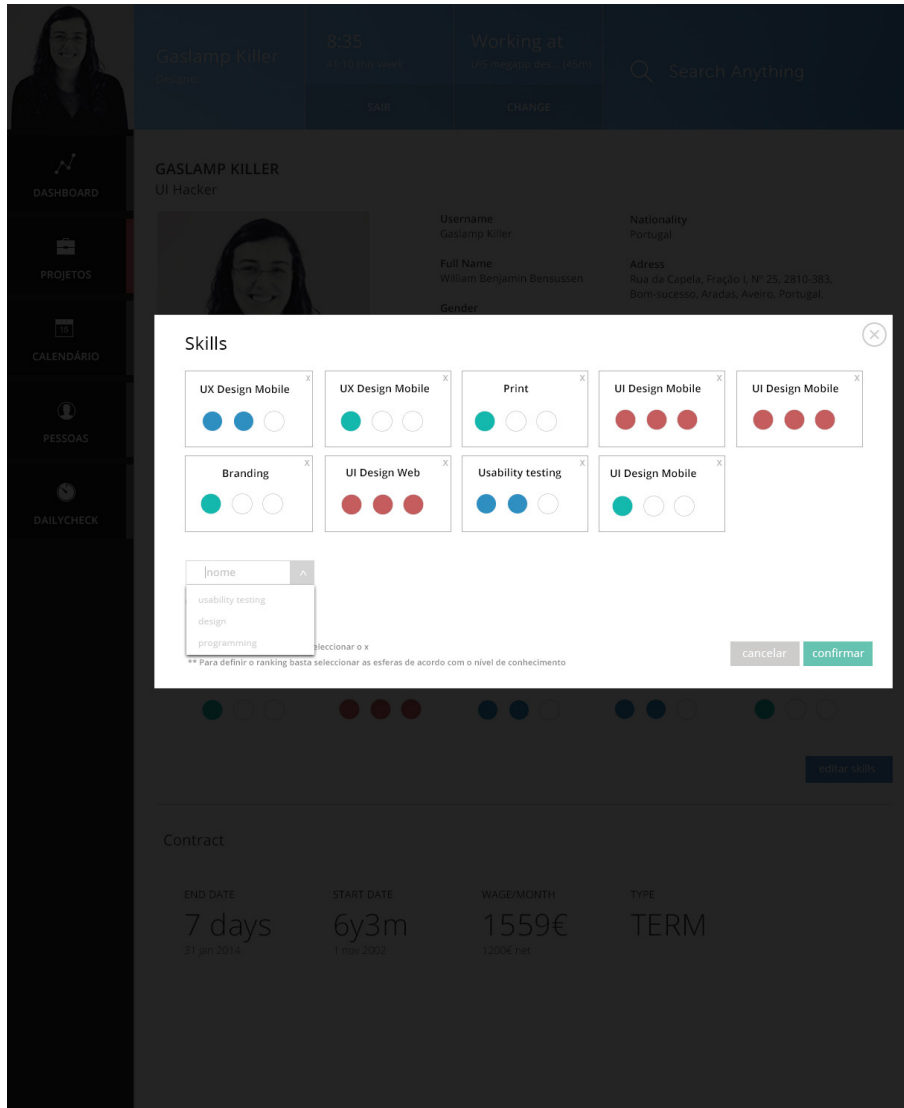 Gaslamp Killer
Designer
8:35
SAIR
Working at
CHANGE
Search Anything
DASHBOARD
PROJETOS
15
CALENDÁRIO
PESSOAS
DAILYCHECK
GASLAMP KILLER
UI Hacker
Username
Gaslamp Killer
Full Name
William Benjamin Bensussen
Gender
Nationality
Portugal
Adress
Rua da Capela, Fração I, Nº 25, 2810-383,
Bom-sucesso, Aradas, Aveiro, Portugal.
Skills
x
UX Design Mobile
x
UX Design Mobile
x
Print
x
UI Design Mobile
x
UI Design Mobile
x
Branding
x
UI Design Web
x
Usability testing
x
UI Design Mobile
x
nome
usability testing
design
programming
eleccionar o x
** Para definir o ranking basta seleccionar as esferas de acordo com o nível de conhecimento
cancelar
confirmar
editar skills
Contract
END DATE
7 days
31 jan 2014
START DATE
6y3m
1 nov 2002
WAGE/MONTH
1559€
1200€ net
TYPE
TERM